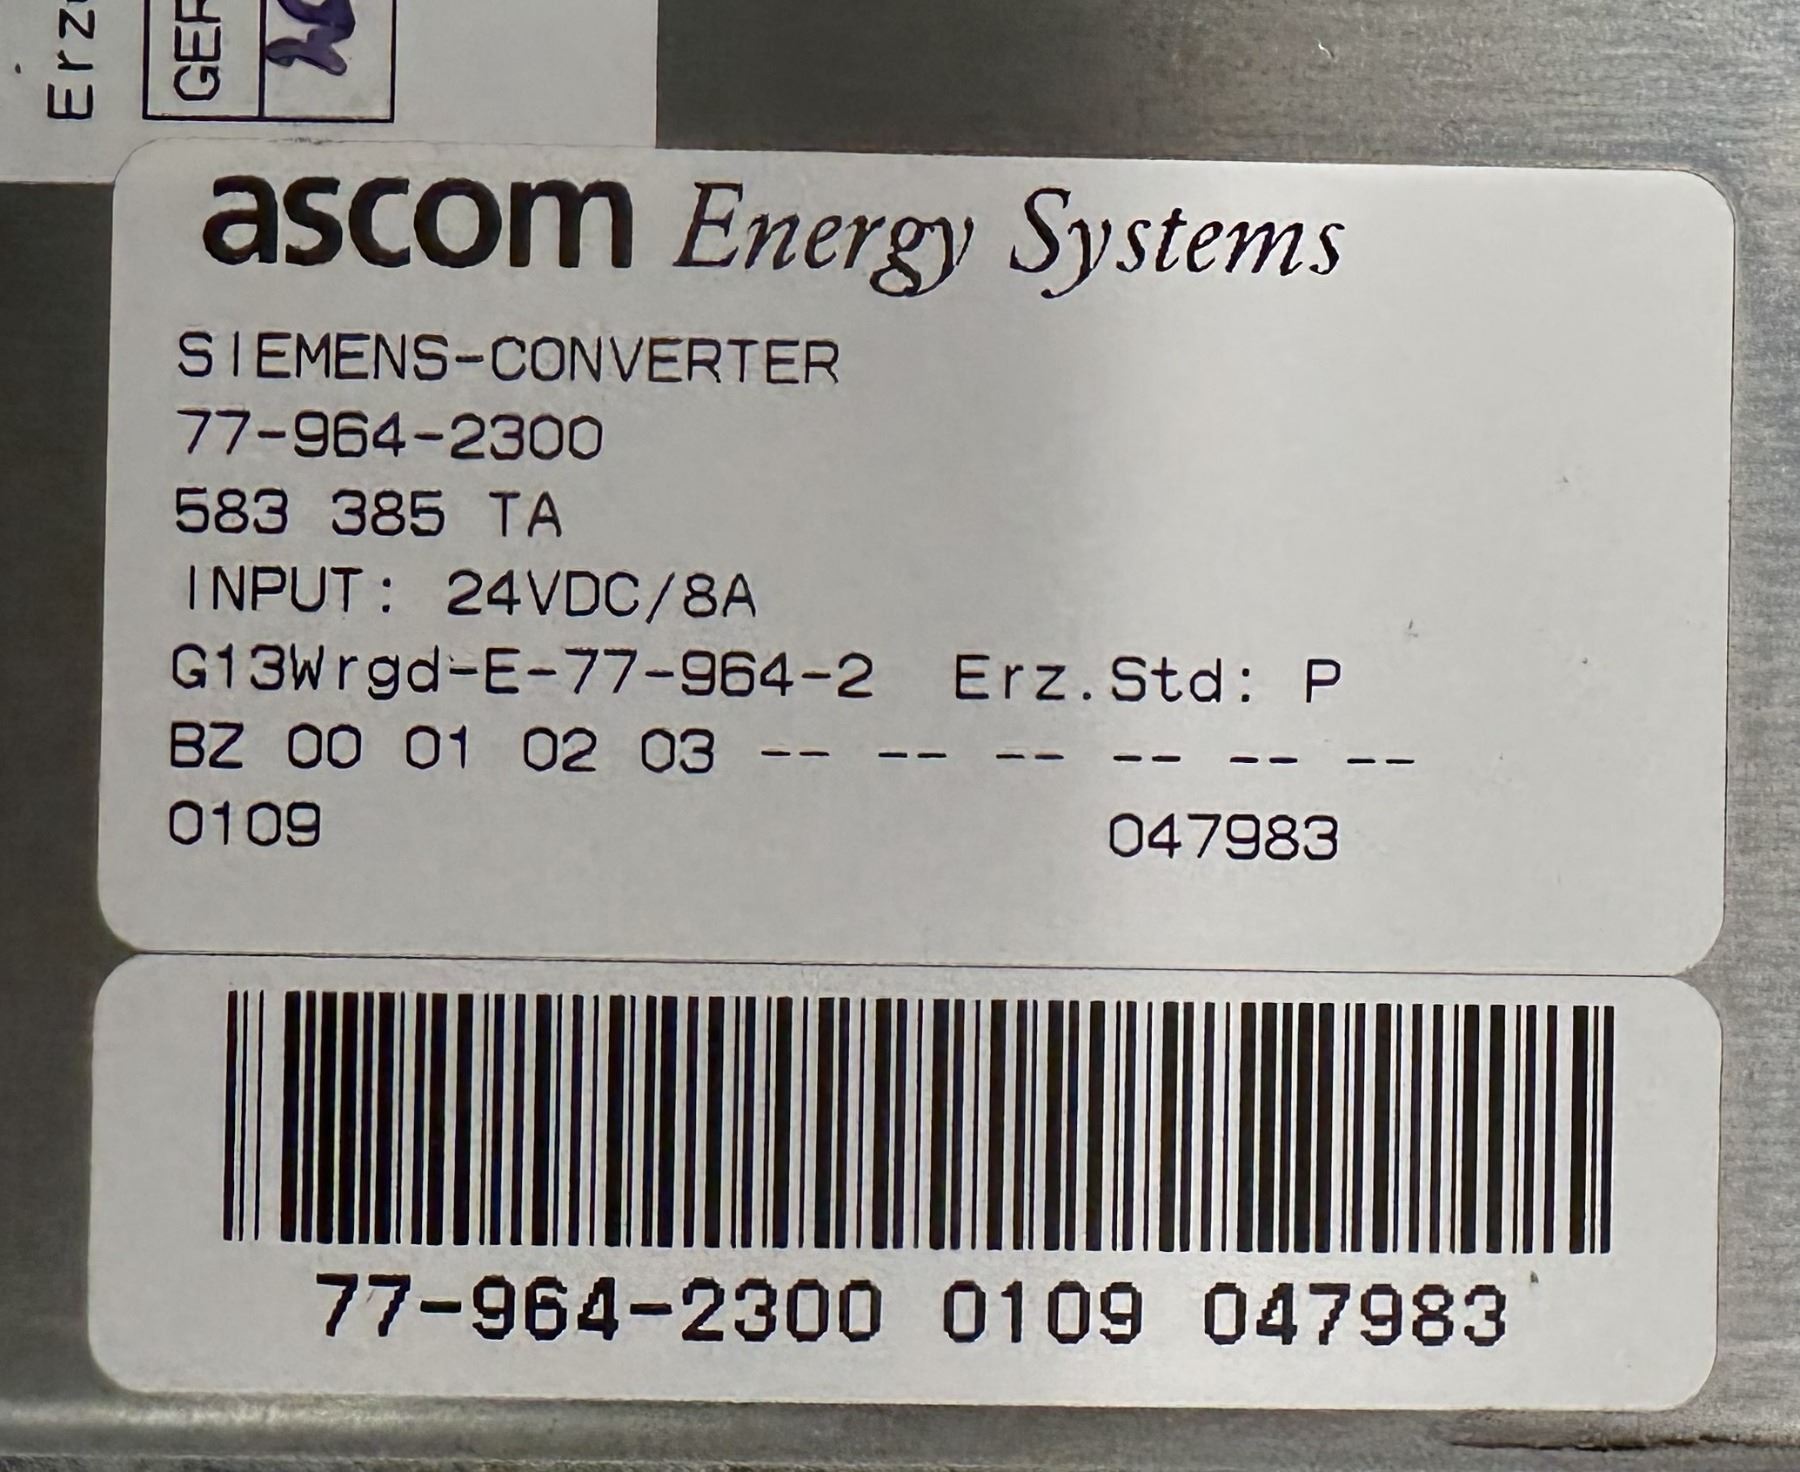 GER
ascom Energy Systems
SIEMENS-CONVERTER
77-964-2300
583 385 TA
INPUT: 24VDC/8A
G13Wrgd-E-77-964-2 Erz.Std: P
BZ 00 01 02 03 -- -- -- -- -- --
0109 047983
77-964-2300 0109 047983